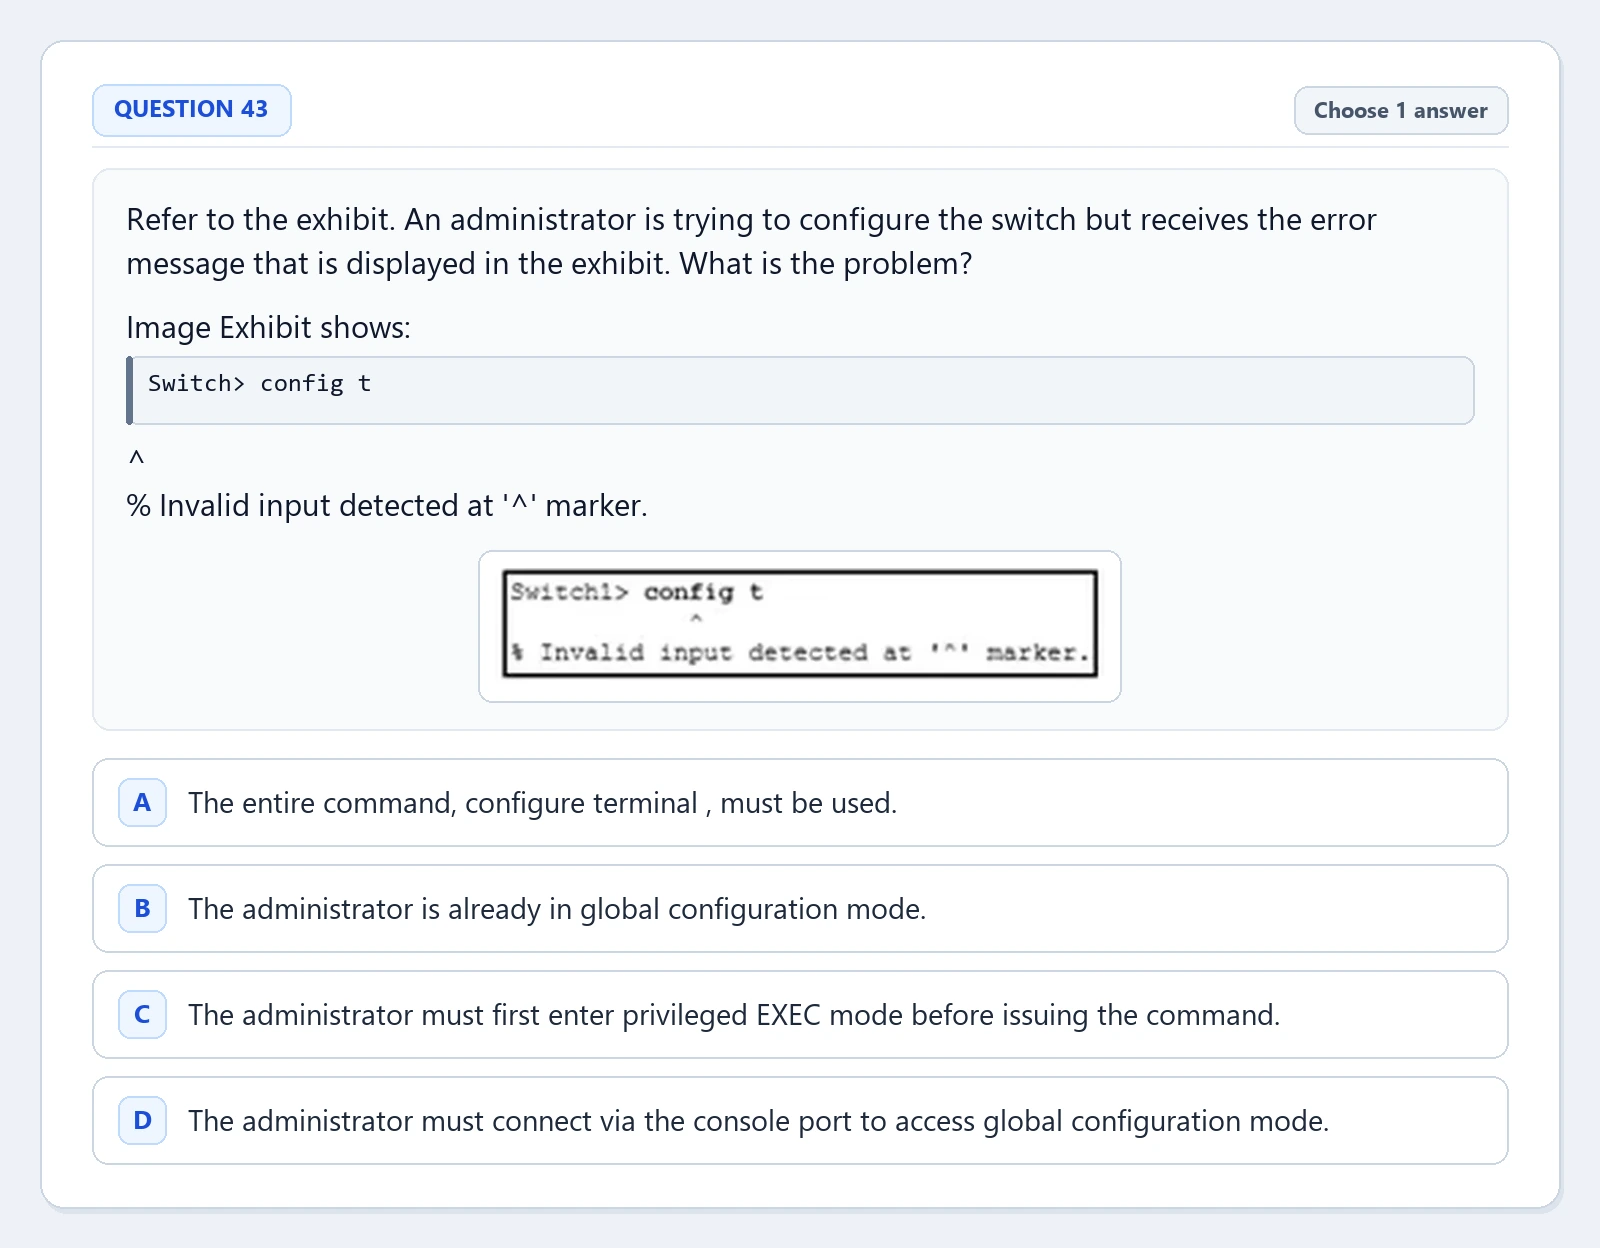 QUESTION 43
Choose 1 answer
Refer to the exhibit. An administrator is trying to configure the switch but receives the error
message that is displayed in the exhibit. What is the problem?
Image Exhibit shows:
Switch> config t
^
% Invalid input detected at '^' marker.
Switch1> config t
^
% Invalid input detected at '^' marker.
A The entire command, configure terminal , must be used.
B The administrator is already in global configuration mode.
C The administrator must first enter privileged EXEC mode before issuing the command.
D The administrator must connect via the console port to access global configuration mode.